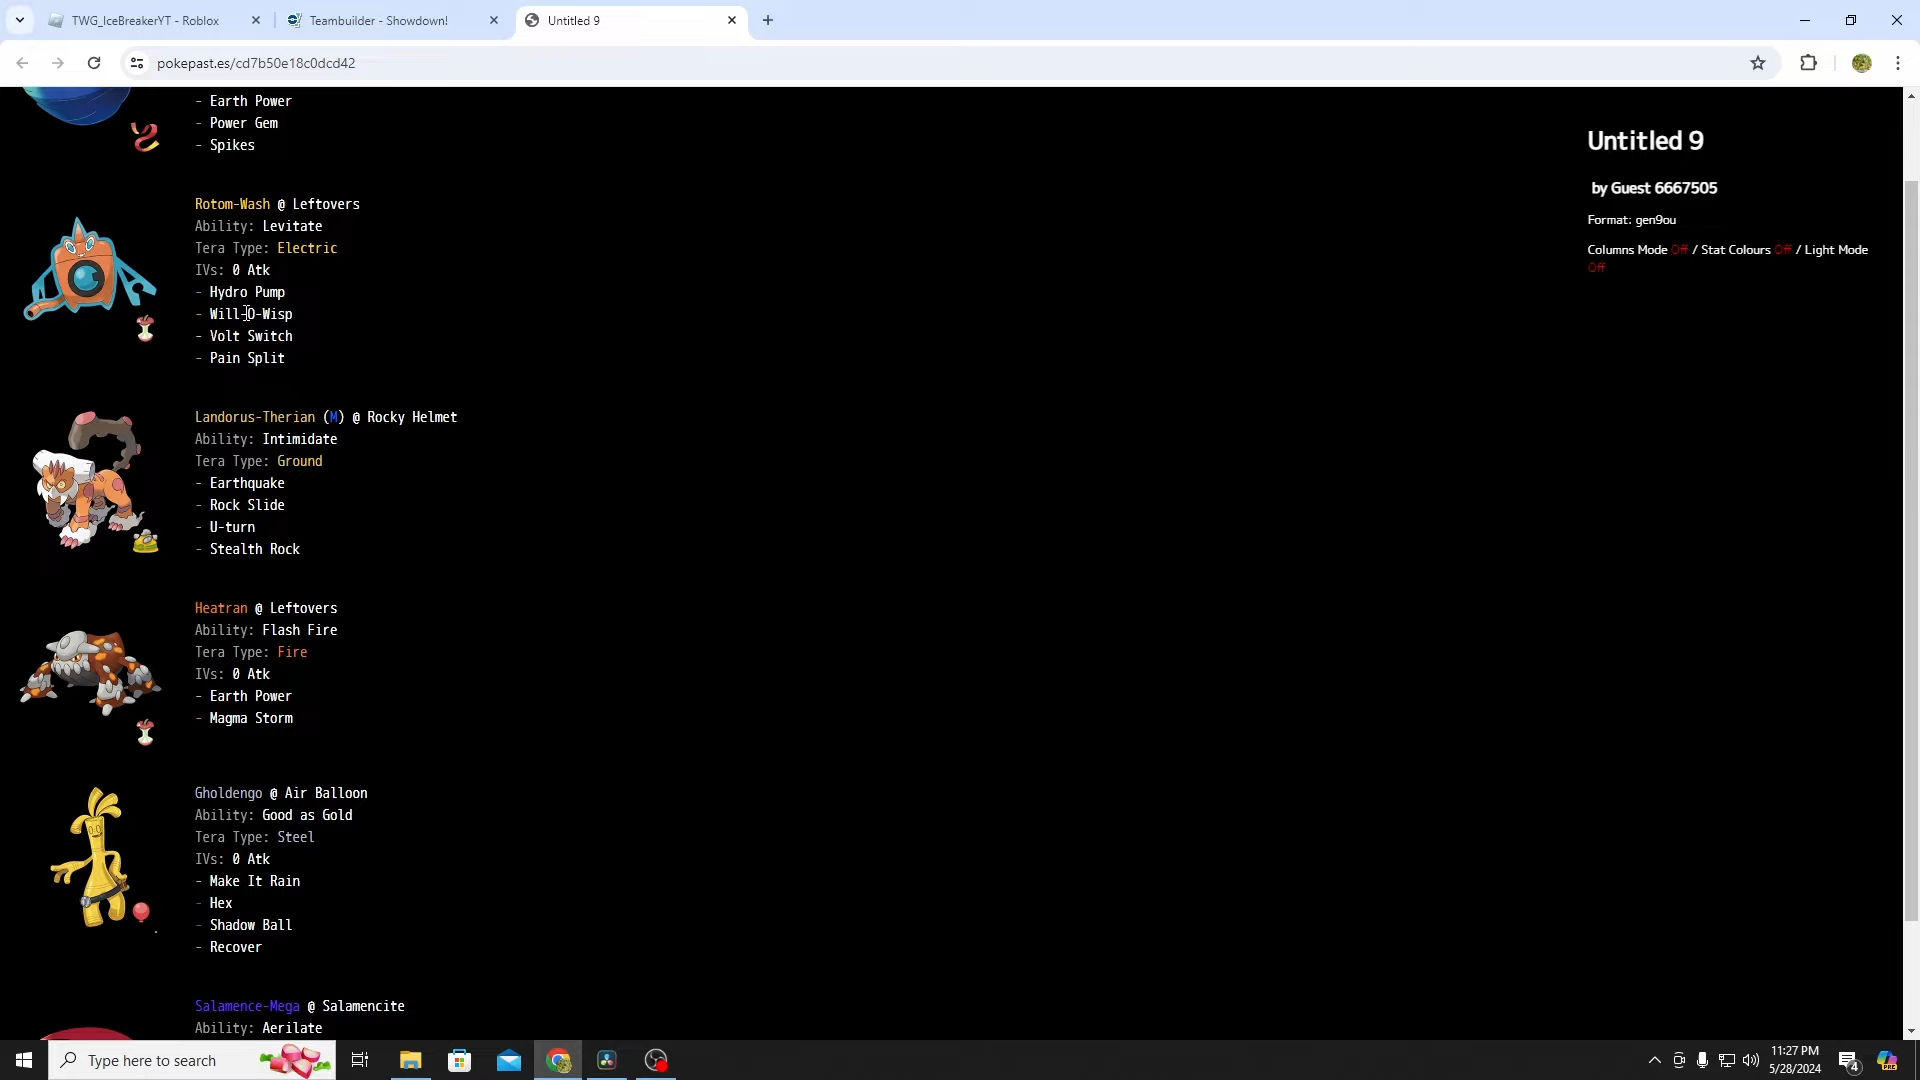 TWG_IceBreakerYT - Roblox
Teambuilder - Showdown!
Untitled 9
pokepast.es/cd7b50e18c0dcd42
- Earth Power
- Power Gem
- Spikes
Untitled 9
by Guest 6667505
Format: gen9ou
Columns Mode Off / Stat Colours Off / Light Mode
Off
Rotom-Wash @ Leftovers
Ability: Levitate
Tera Type: Electric
IVs: 0 Atk
- Hydro Pump
- Will-O-Wisp
- Volt Switch
- Pain Split
Landorus-Therian (M) @ Rocky Helmet
Ability: Intimidate
Tera Type: Ground
- Earthquake
- Rock Slide
- U-turn
- Stealth Rock
Heatran @ Leftovers
Ability: Flash Fire
Tera Type: Fire
IVs: 0 Atk
- Earth Power
- Magma Storm
Gholdengo @ Air Balloon
Ability: Good as Gold
Tera Type: Steel
IVs: 0 Atk
- Make It Rain
- Hex
- Shadow Ball
- Recover
Salamence-Mega @ Salamencite
Ability: Aerilate
Type here to search
11:27 PM
5/28/2024
4
PRE